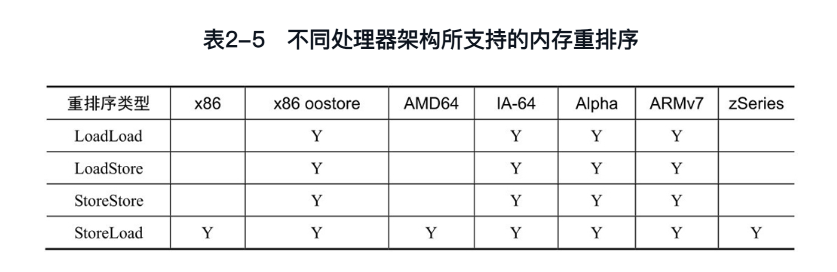 表2-5 不同处理器架构所支持的内存重排序
重排序类型 x86 x86 oostore AMD64 IA-64 Alpha ARMv7 zSeries
LoadLoad Y Y Y Y
LoadStore Y Y Y Y
StoreStore Y Y Y Y
StoreLoad Y Y Y Y Y Y Y